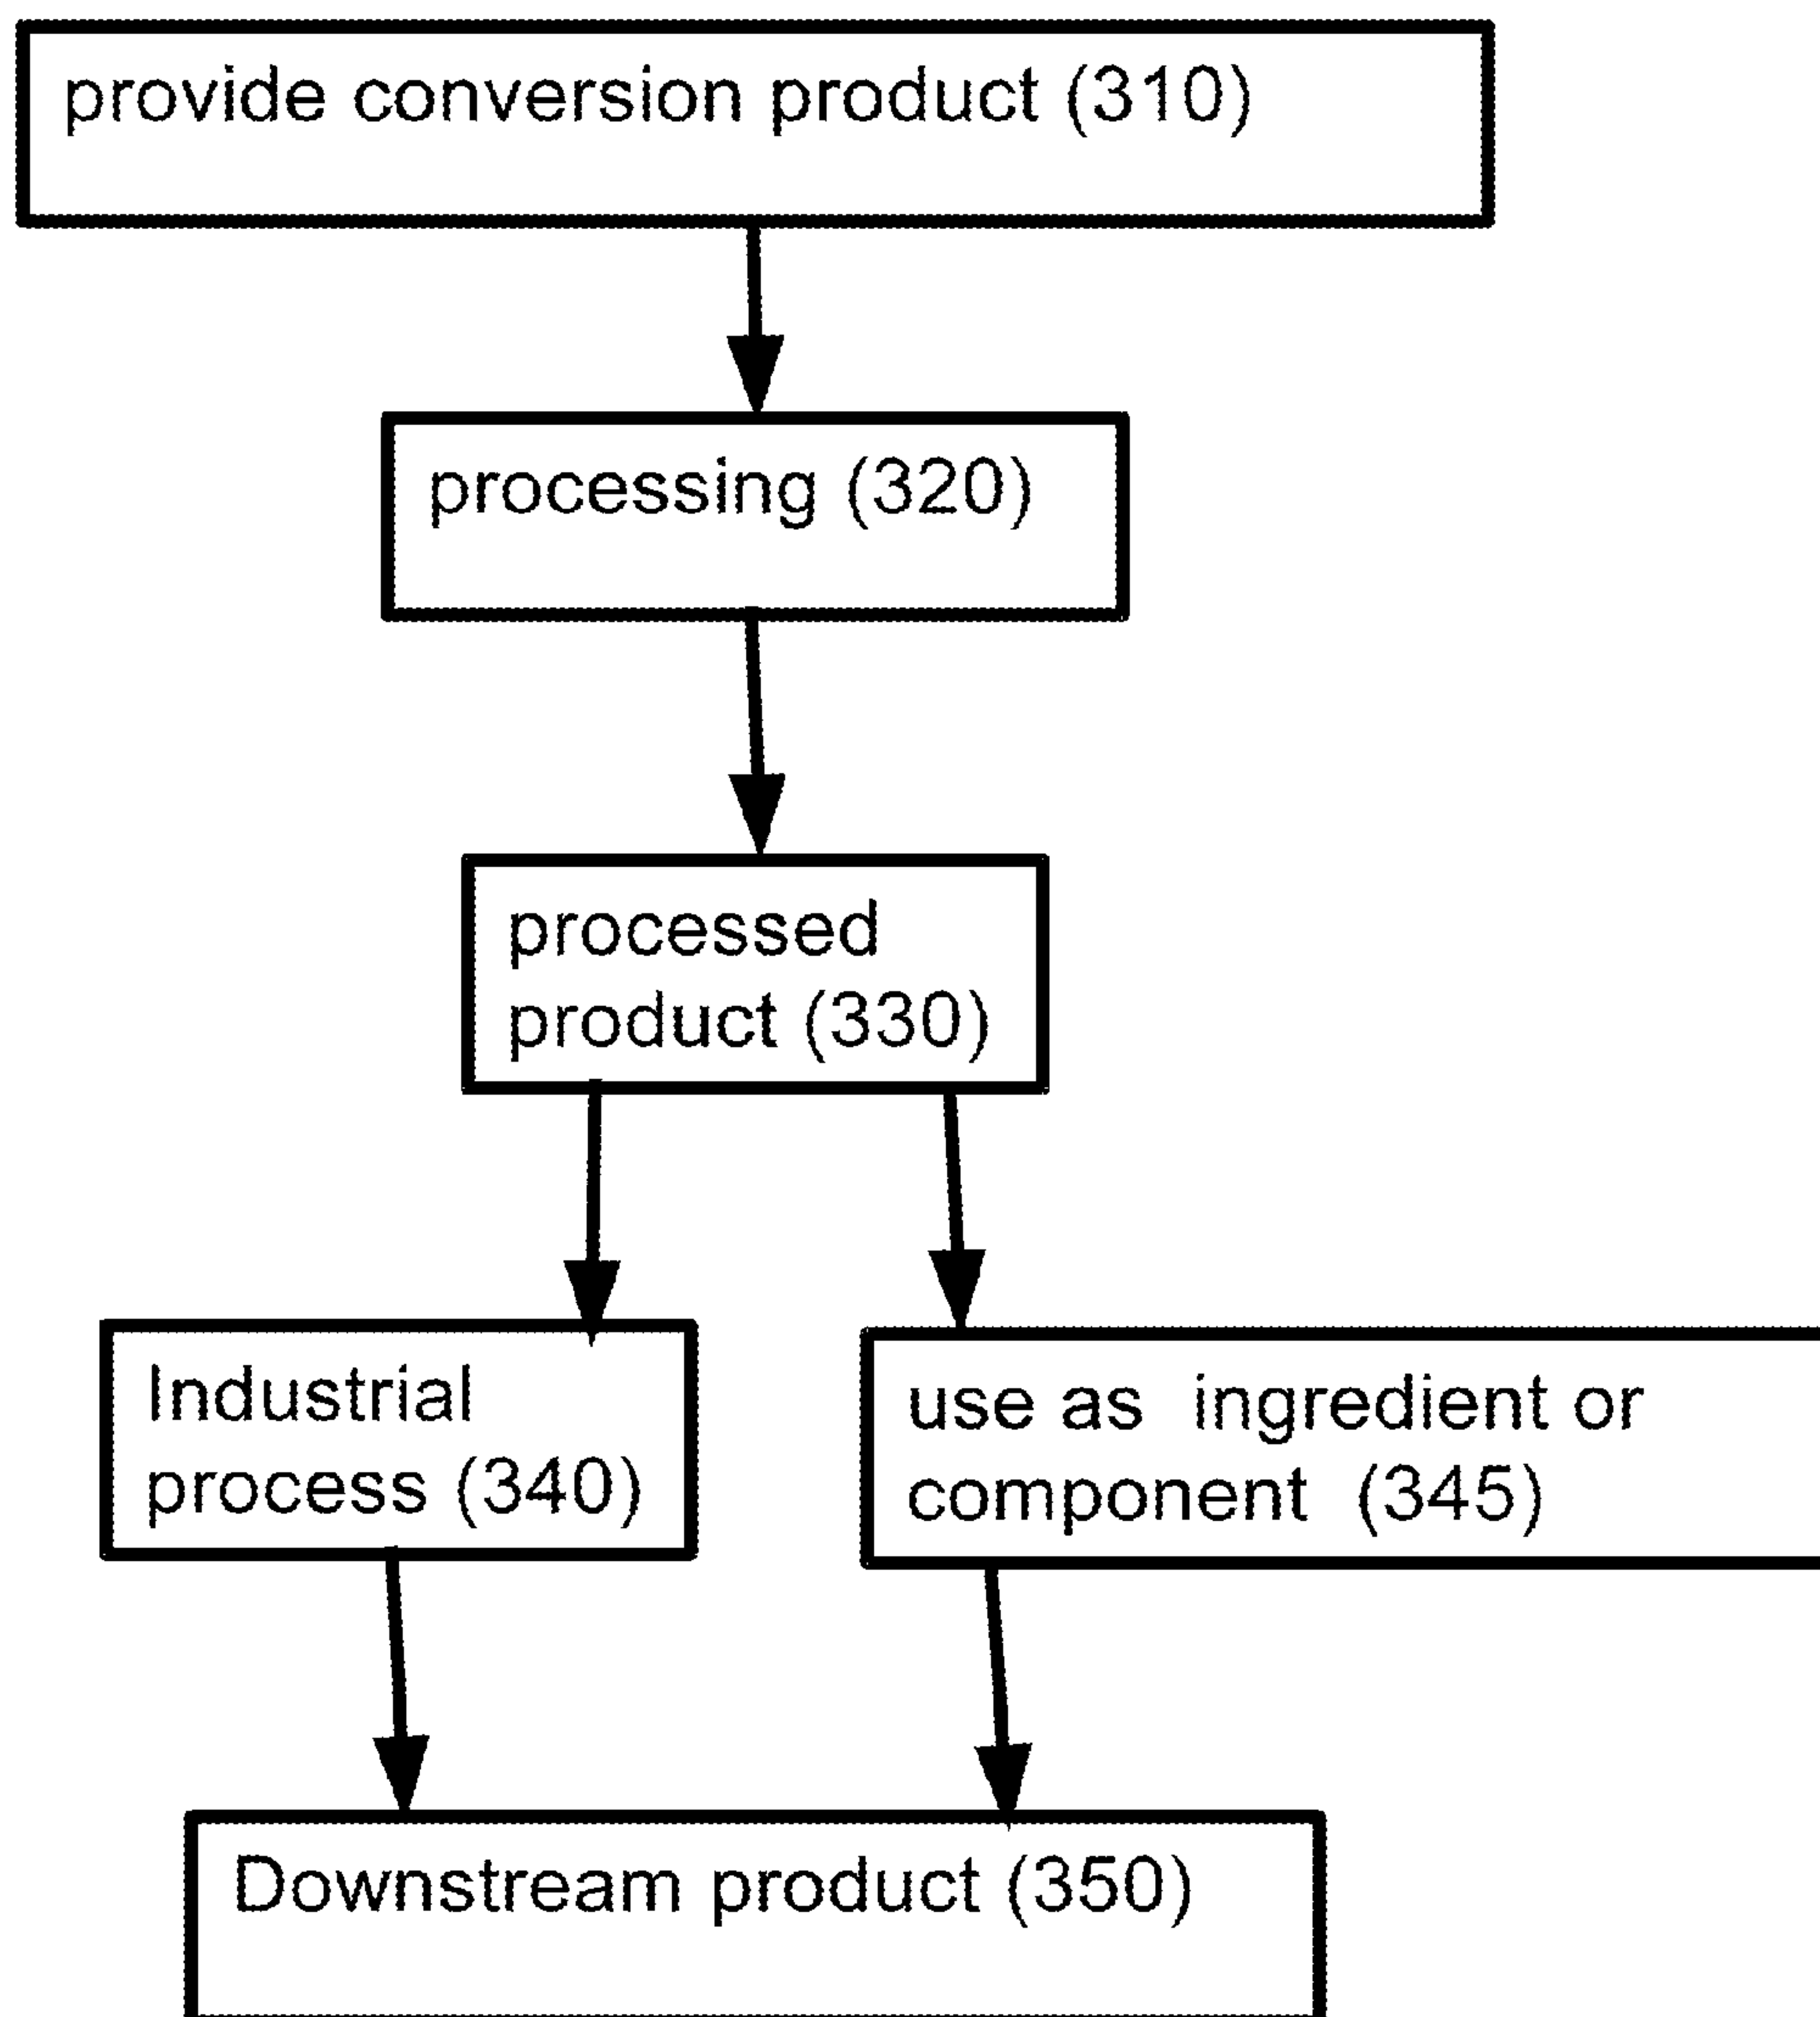 provide conversion product (310)
processing (320)
processed
product (330)
Industrial
process (340)
use as ingredient or
component (345)
Downstream product (350)